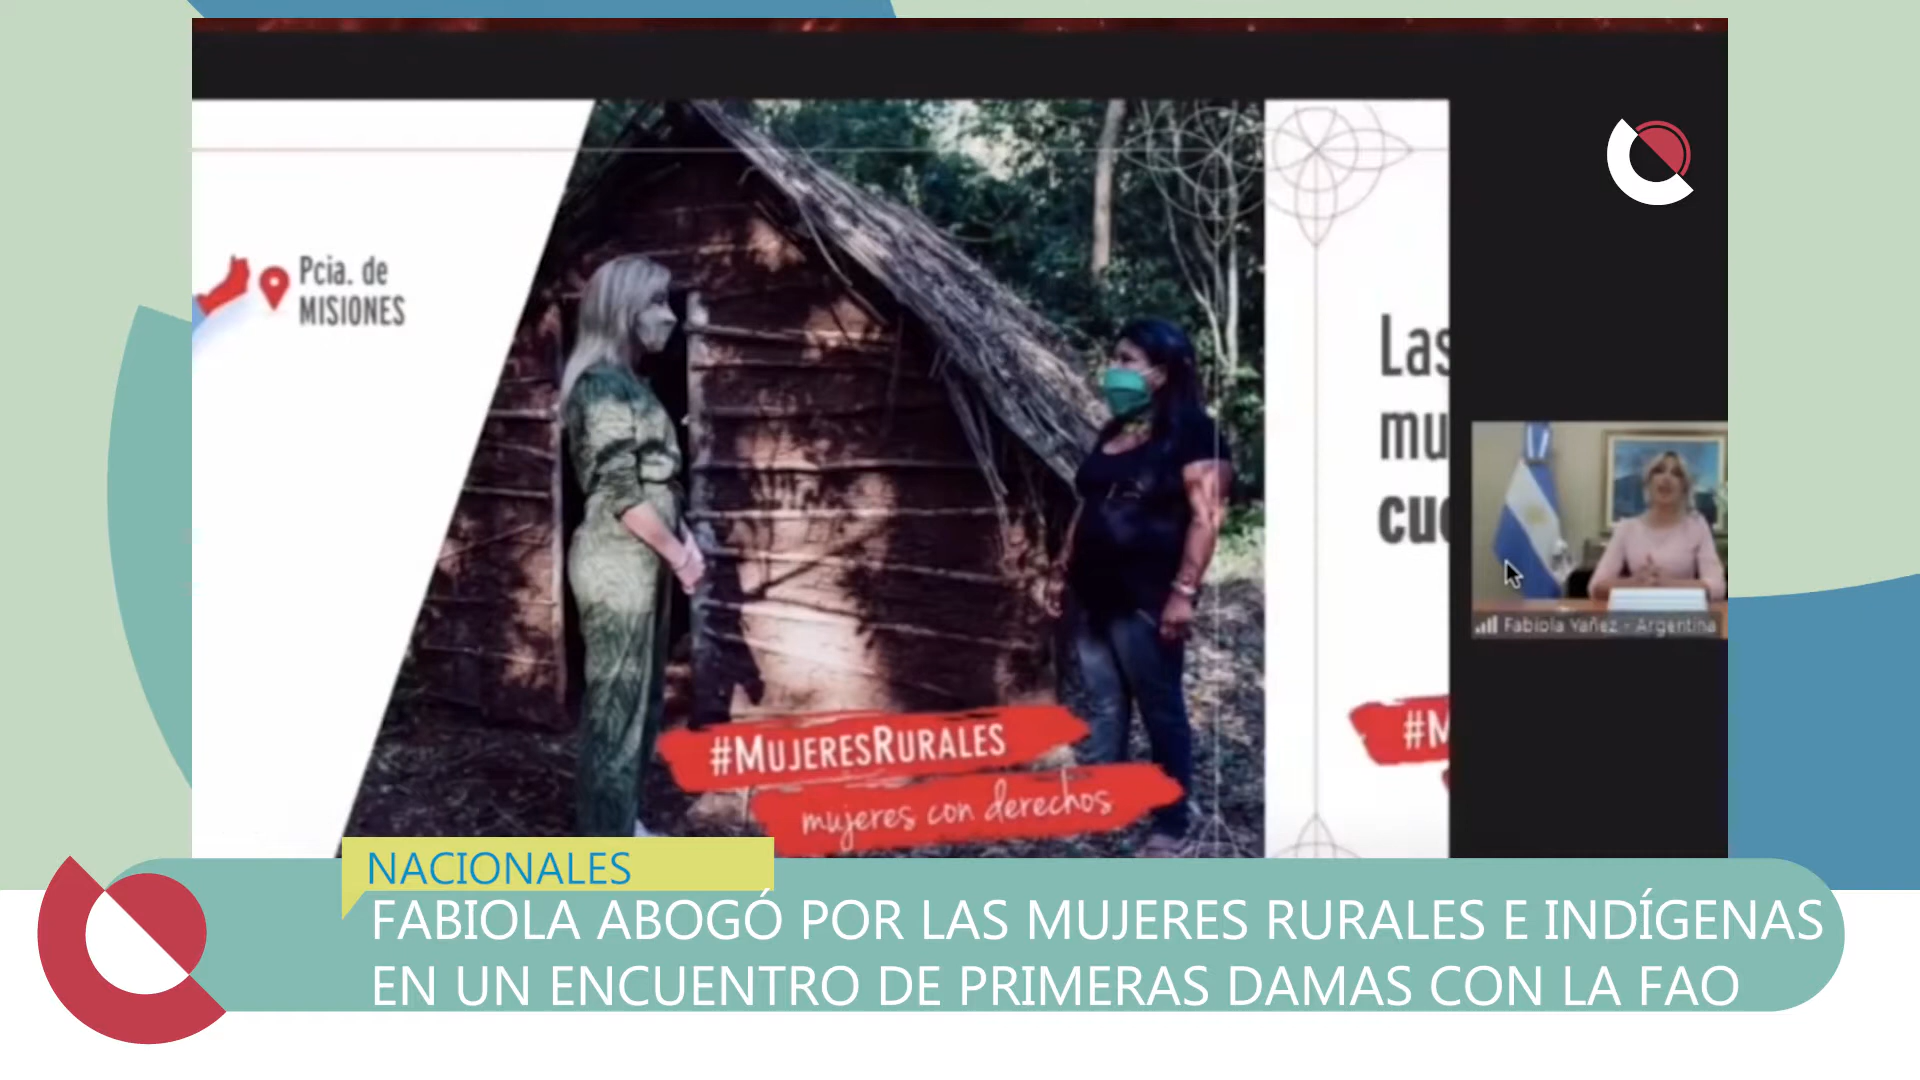 Pcia. de
MISIONES
Las
mu
#MUJERESRURALES
mujeres con derechos
#M
Fabiola Yañez - Argentina
NACIONALES
FABIOLA ABOGÓ POR LAS MUJERES RURALES E INDÍGENAS
EN UN ENCUENTRO DE PRIMERAS DAMAS CON LA FAO